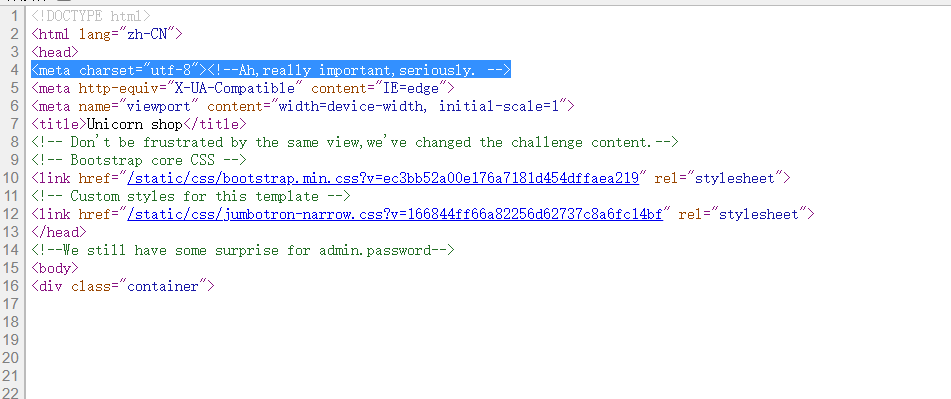 1 <!DOCTYPE html>
2 <html lang="zh-CN">
3 <head>
4 <meta charset="utf-8"><!--Ah,really important,seriously. -->
5 <meta http-equiv="X-UA-Compatible" content="IE=edge">
6 <meta name="viewport" content="width=device-width, initial-scale=1">
7 <title>Unicorn shop</title>
8 <!-- Don't be frustrated by the same view,we've changed the challenge content.-->
9 <!-- Bootstrap core CSS -->
10 <link href="/static/css/bootstrap.min.css?v=ec3bb52a00e176a7181d454dffaea219" rel="stylesheet">
11 <!-- Custom styles for this template -->
12 <link href="/static/css/jumbotron-narrow.css?v=166844ff66a82256d62737c8a6fc14bf" rel="stylesheet">
13 </head>
14 <!--We still have some surprise for admin.password-->
15 <body>
16 <div class="container">
17
18
19
20
21
22